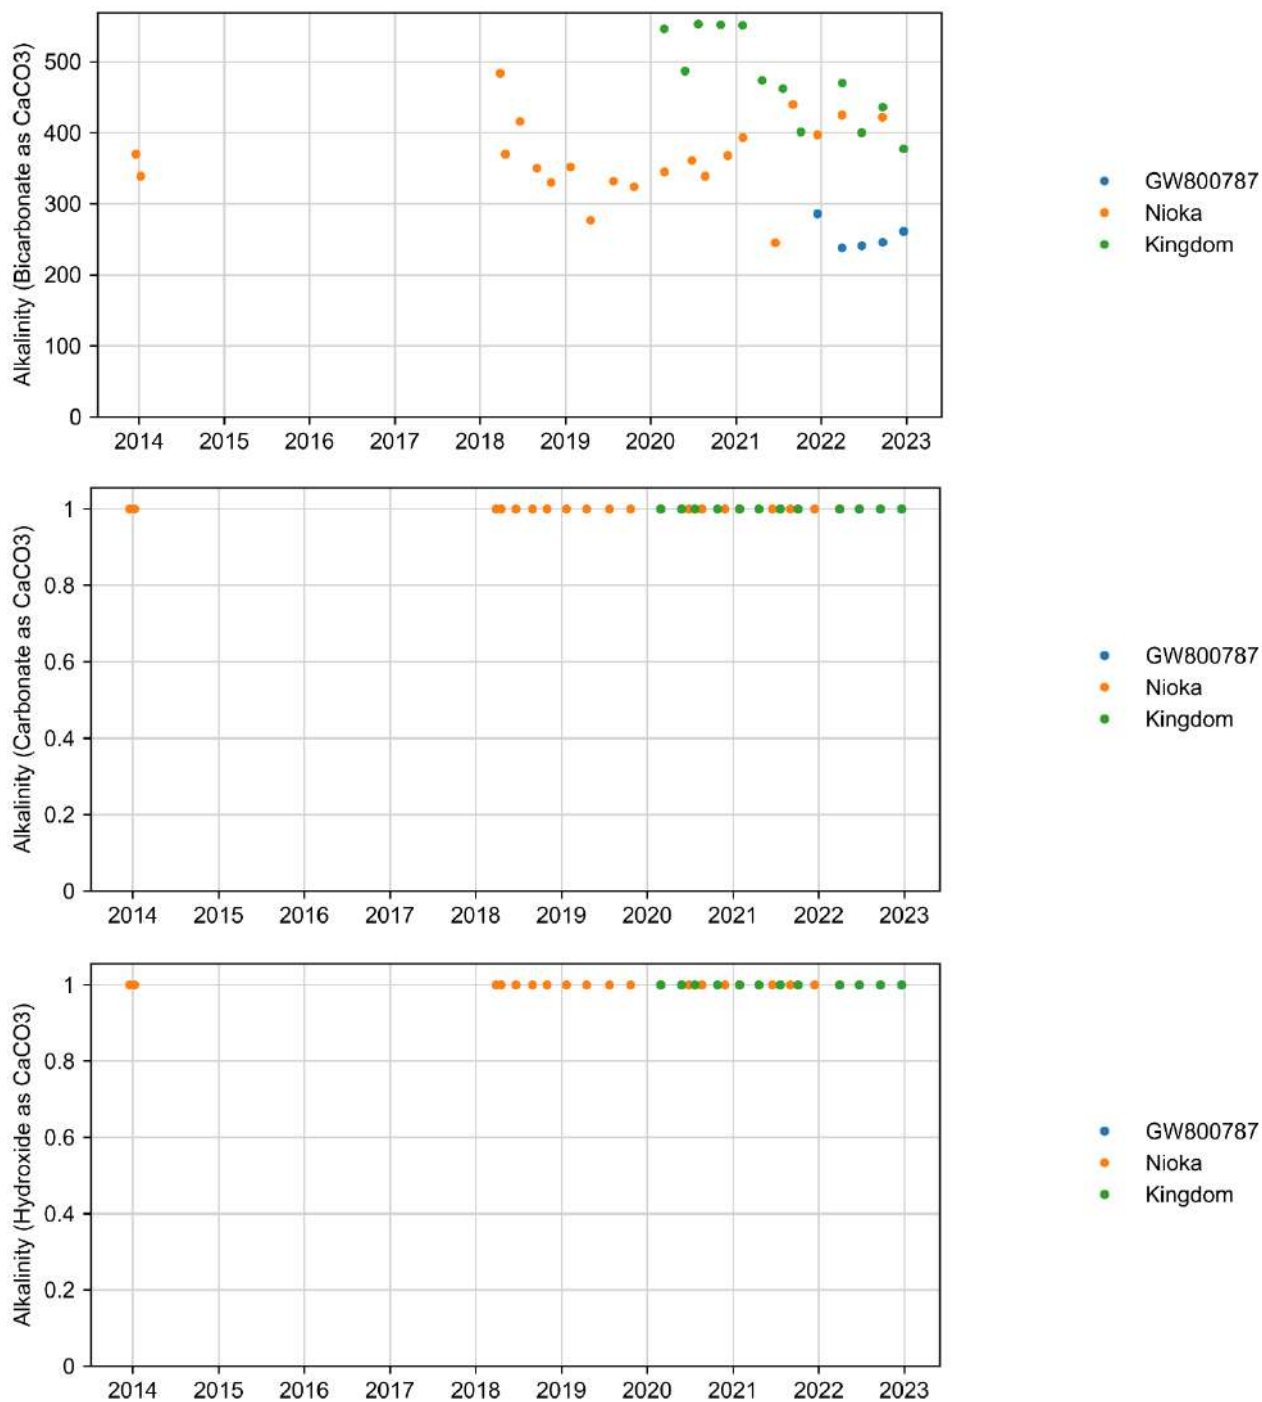 Alkalinity (Bicarbonate as CaCO3)
500
400
300
200
100
0
2014 2015 2016 2017 2018 2019 2020 2021 2022 2023
GW800787
Nioka
Kingdom
Alkalinity (Carbonate as CaCO3)
1
0.8
0.6
0.4
0.2
0
2014 2015 2016 2017 2018 2019 2020 2021 2022 2023
GW800787
Nioka
Kingdom
Alkalinity (Hydroxide as CaCO3)
1
0.8
0.6
0.4
0.2
0
2014 2015 2016 2017 2018 2019 2020 2021 2022 2023
GW800787
Nioka
Kingdom